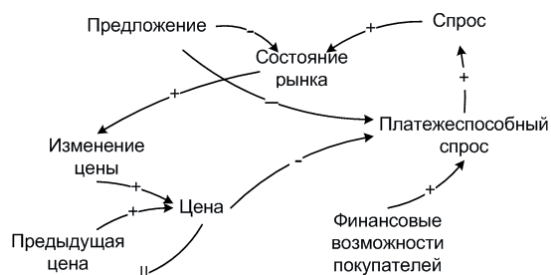 Предложение
-
+
Спрос
Состояние
рынка
+
+
—
Платежеспособный
спрос
Изменение
цены
+
-
+
Цена
+
Предыдущая
цена
Финансовые
возможности
покупателей